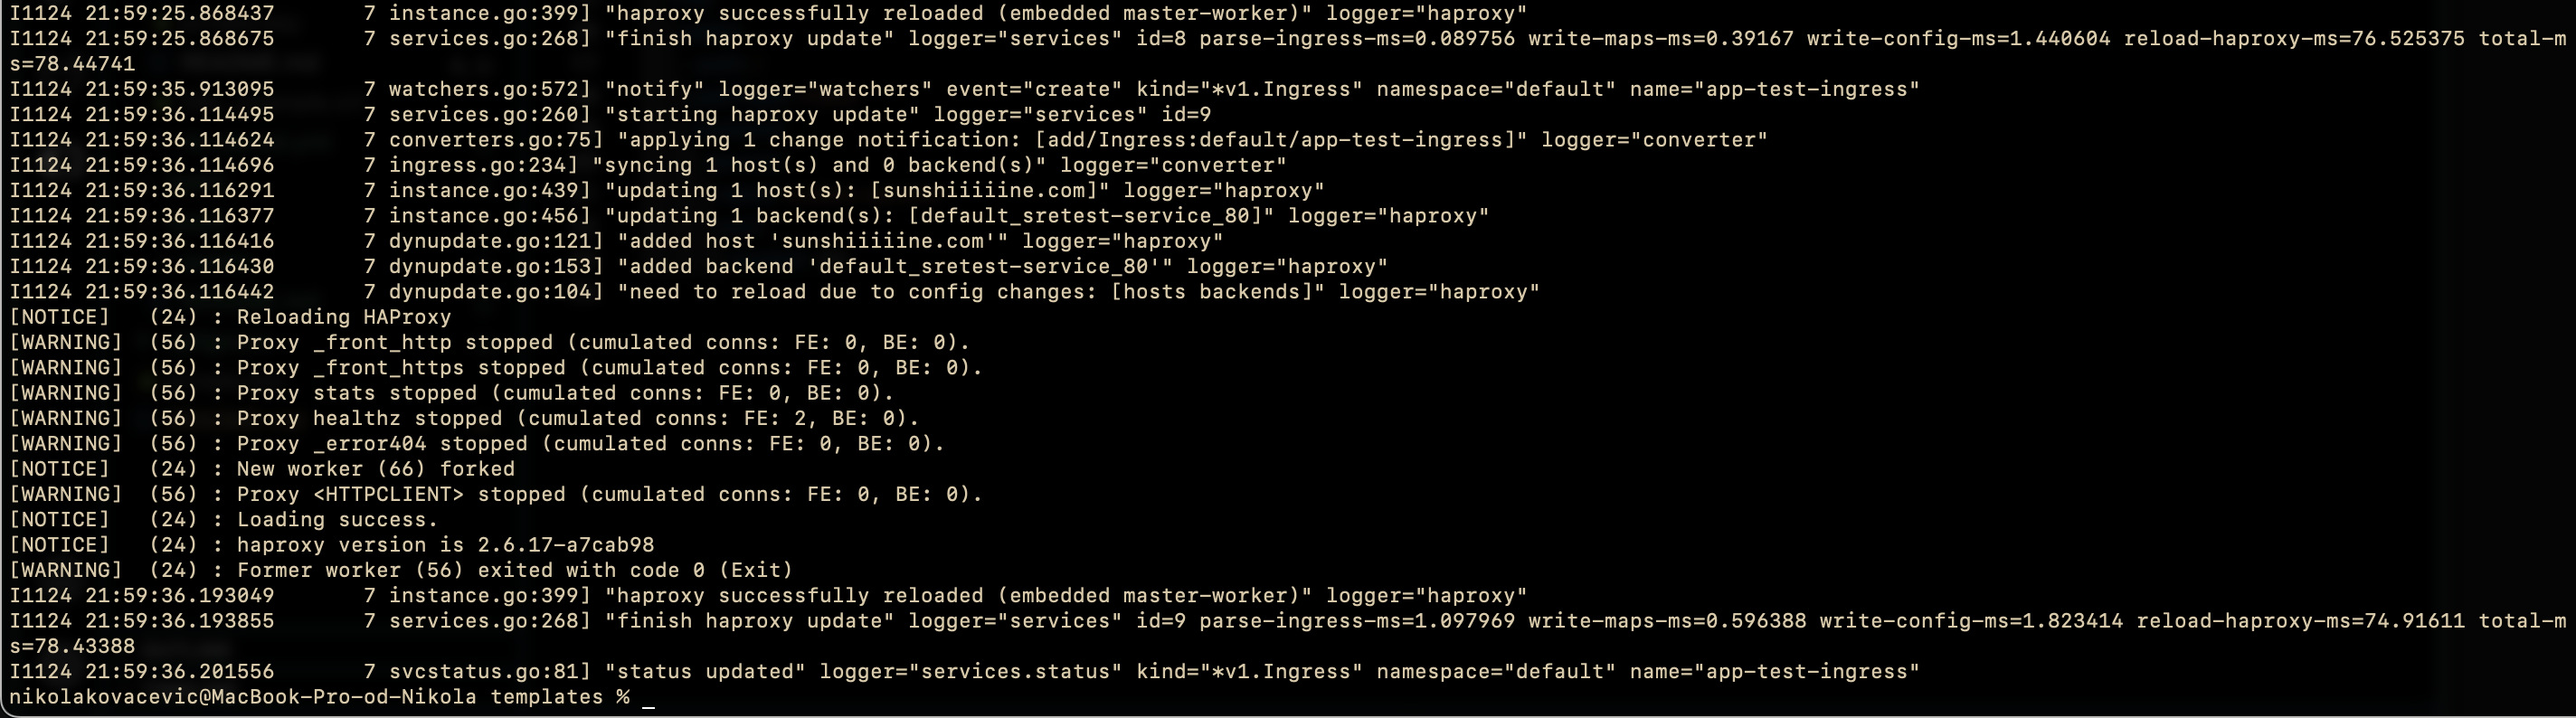 I1124 21:59:25.868437       7 instance.go:399] "haproxy successfully reloaded (embedded master-worker)" logger="haproxy"
I1124 21:59:25.868675       7 services.go:268] "finish haproxy update" logger="services" id=8 parse-ingress-ms=0.089756 write-maps-ms=0.39167 write-config-ms=1.440604 reload-haproxy-ms=76.525375 total-m
s=78.44741
I1124 21:59:35.913095       7 watchers.go:572] "notify" logger="watchers" event="create" kind="*v1.Ingress" namespace="default" name="app-test-ingress"
I1124 21:59:36.114495       7 services.go:260] "starting haproxy update" logger="services" id=9
I1124 21:59:36.114624       7 converters.go:75] "applying 1 change notification: [add/Ingress:default/app-test-ingress]" logger="converter"
I1124 21:59:36.114696       7 ingress.go:234] "syncing 1 host(s) and 0 backend(s)" logger="converter"
I1124 21:59:36.116291       7 instance.go:439] "updating 1 host(s): [sunshiiiiiine.com]" logger="haproxy"
I1124 21:59:36.116377       7 instance.go:456] "updating 1 backend(s): [default_sretest-service_80]" logger="haproxy"
I1124 21:59:36.116416       7 dynupdate.go:121] "added host 'sunshiiiiiine.com'" logger="haproxy"
I1124 21:59:36.116430       7 dynupdate.go:153] "added backend 'default_sretest-service_80'" logger="haproxy"
I1124 21:59:36.116442       7 dynupdate.go:104] "need to reload due to config changes: [hosts backends]" logger="haproxy"
[NOTICE]   (24) : Reloading HAProxy
[WARNING]  (56) : Proxy _front_http stopped (cumulated conns: FE: 0, BE: 0).
[WARNING]  (56) : Proxy _front_https stopped (cumulated conns: FE: 0, BE: 0).
[WARNING]  (56) : Proxy stats stopped (cumulated conns: FE: 0, BE: 0).
[WARNING]  (56) : Proxy healthz stopped (cumulated conns: FE: 2, BE: 0).
[WARNING]  (56) : Proxy _error404 stopped (cumulated conns: FE: 0, BE: 0).
[NOTICE]   (24) : New worker (66) forked
[WARNING]  (56) : Proxy <HTTPCLIENT> stopped (cumulated conns: FE: 0, BE: 0).
[NOTICE]   (24) : Loading success.
[NOTICE]   (24) : haproxy version is 2.6.17-a7cab98
[WARNING]  (24) : Former worker (56) exited with code 0 (Exit)
I1124 21:59:36.193049       7 instance.go:399] "haproxy successfully reloaded (embedded master-worker)" logger="haproxy"
I1124 21:59:36.193855       7 services.go:268] "finish haproxy update" logger="services" id=9 parse-ingress-ms=1.097969 write-maps-ms=0.596388 write-config-ms=1.823414 reload-haproxy-ms=74.91611 total-m
s=78.43388
I1124 21:59:36.201556       7 svcstatus.go:81] "status updated" logger="services.status" kind="*v1.Ingress" namespace="default" name="app-test-ingress"
nikolakovacevic@MacBook-Pro-od-Nikola templates % _